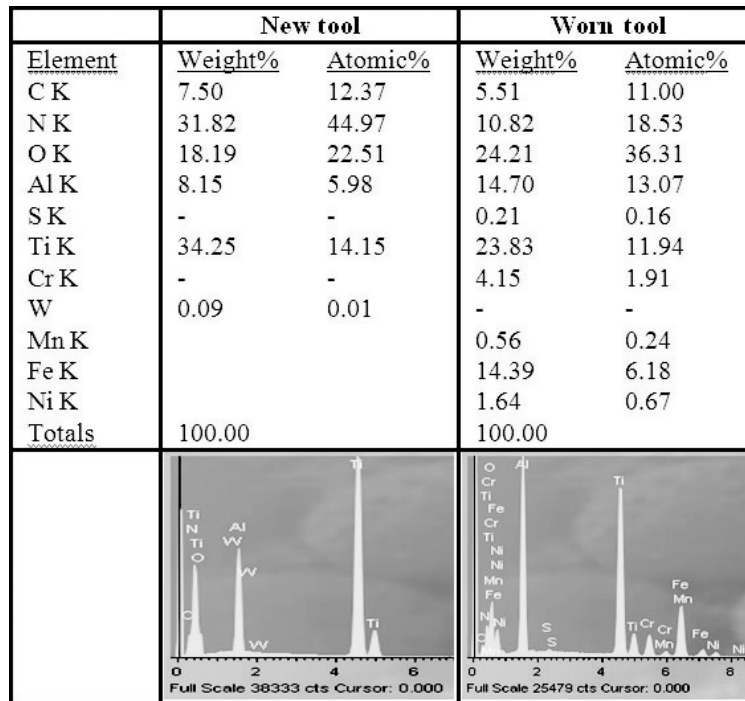 New tool Worn tool
Element Weight% Atomic% Weight% Atomic%
C K 7.50 12.37 5.51 11.00
N K 31.82 44.97 10.82 18.53
O K 18.19 22.51 24.21 36.31
Al K 8.15 5.98 14.70 13.07
S K - - 0.21 0.16
Ti K 34.25 14.15 23.83 11.94
Cr K - - 4.15 1.91
W 0.09 0.01 - -
Mn K 0.56 0.24
Fe K 14.39 6.18
Ni K 1.64 0.67
Totals 100.00 100.00
Ti
Ti
N
Ti
O
C
Al
W
W
W
Ti
0 2 4 6
Full Scale 38333 cts Cursor: 0.000
O
Cr
Ti
Fe
Cr
Ti
Ni
Ni
Mn
Fe
N
Ni
C
Al
S
S
Ti
Ti
Cr
Cr
Mn
Fe
Mn
Fe
Ni
Ni
0 2 4 6 8
Full Scale 25479 cts Cursor: 0.000